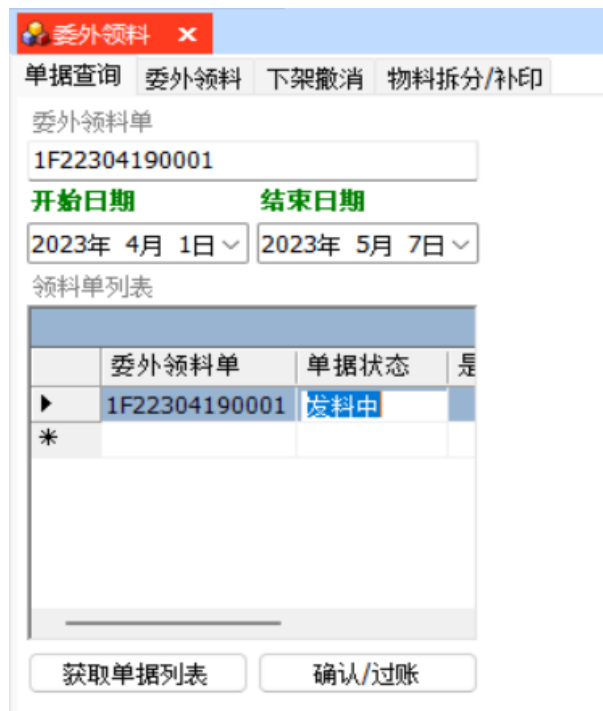 委外领料 ×
单据查询 委外领料 下架撤消 物料拆分/补印
委外领料单
1F22304190001
开始日期 结束日期
2023年 4月 1日 2023年 5月 7日
领料单列表
委外领料单 单据状态 是
1F22304190001 发料中
获取单据列表 确认/过账